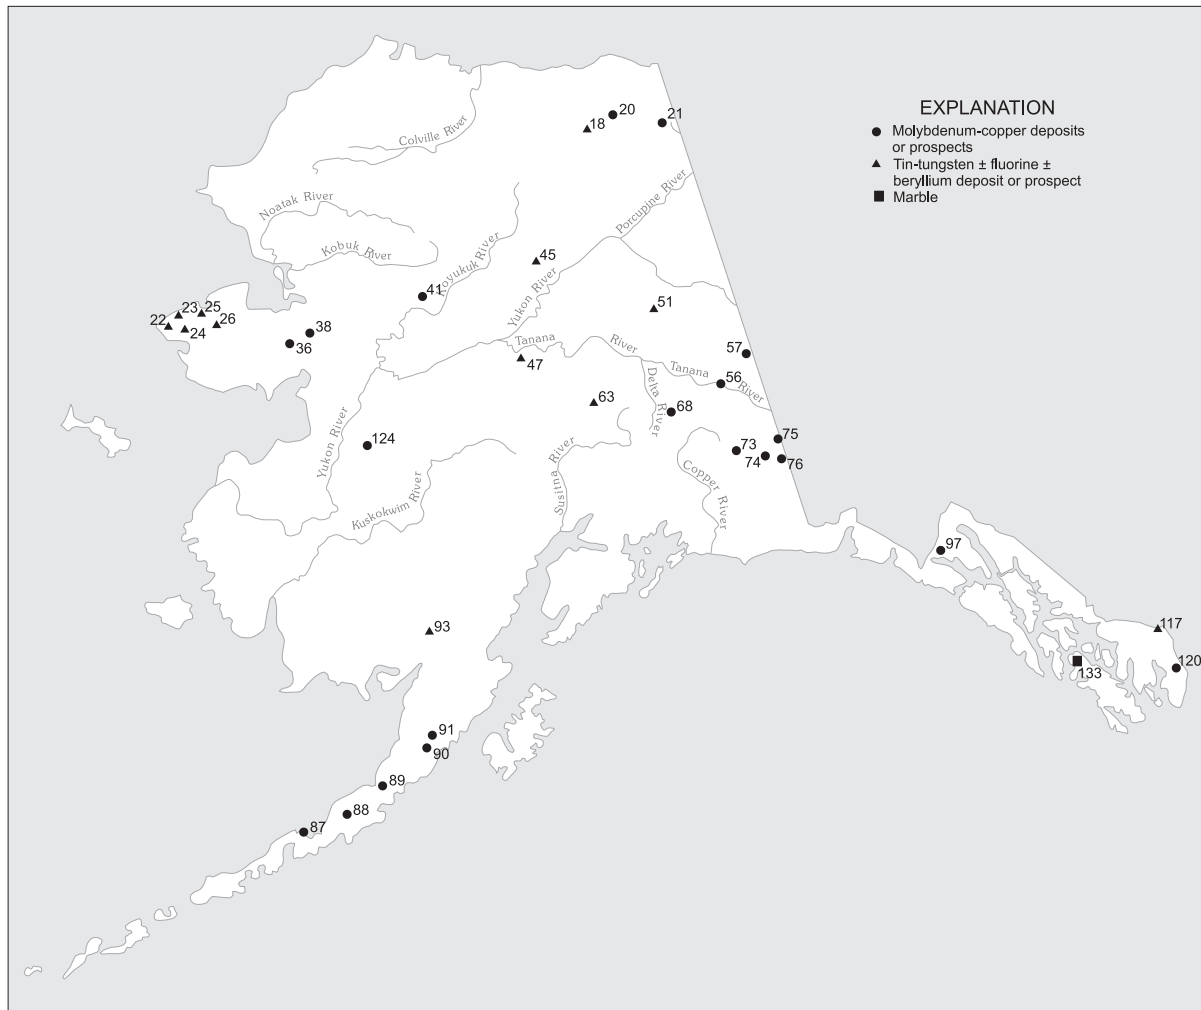 EXPLANATION
Molybdenum-copper deposits
or prospects
Tin-tungsten ± fluorine ±
beryllium deposit or prospect
Marble
20
21
18
Colville River
Noatak River
Porcupine River
Kobuk River
Koyukuk River
45
41
Yukon River
51
23
25
22
24
26
38
36
Tanana
River
57
47
Tanana
River
56
Delta River
63
68
Yukon River
124
75
73
74
76
Susitna
River
Copper River
Kuskokwim River
97
93
117
133
120
91
90
89
88
87